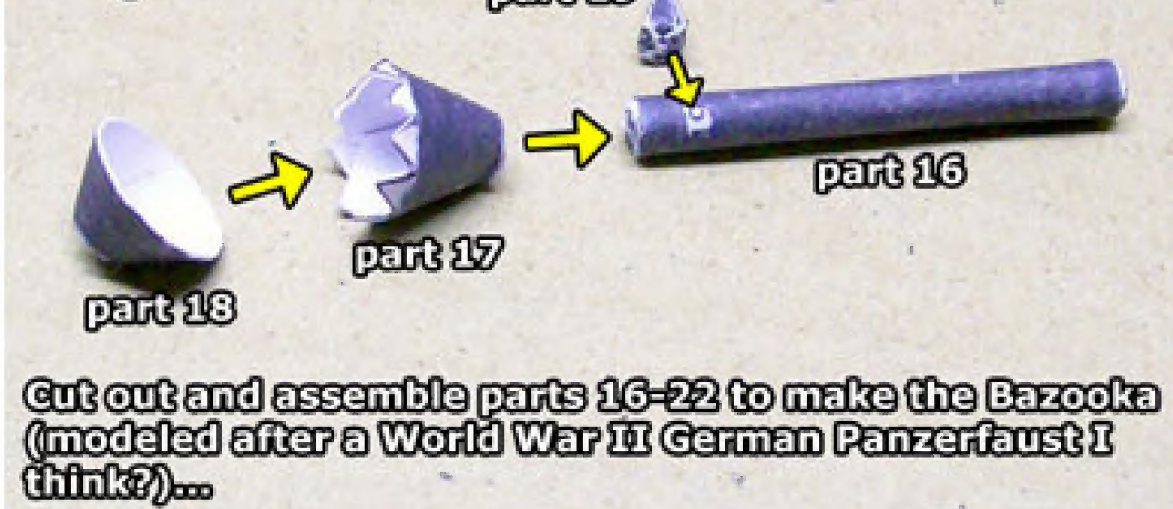 part
part 16
part 17
part 18
Cut out and assemble parts 16-22 to make the Bazooka
(modeled after a World War II German Panzerfaust I
think?)...